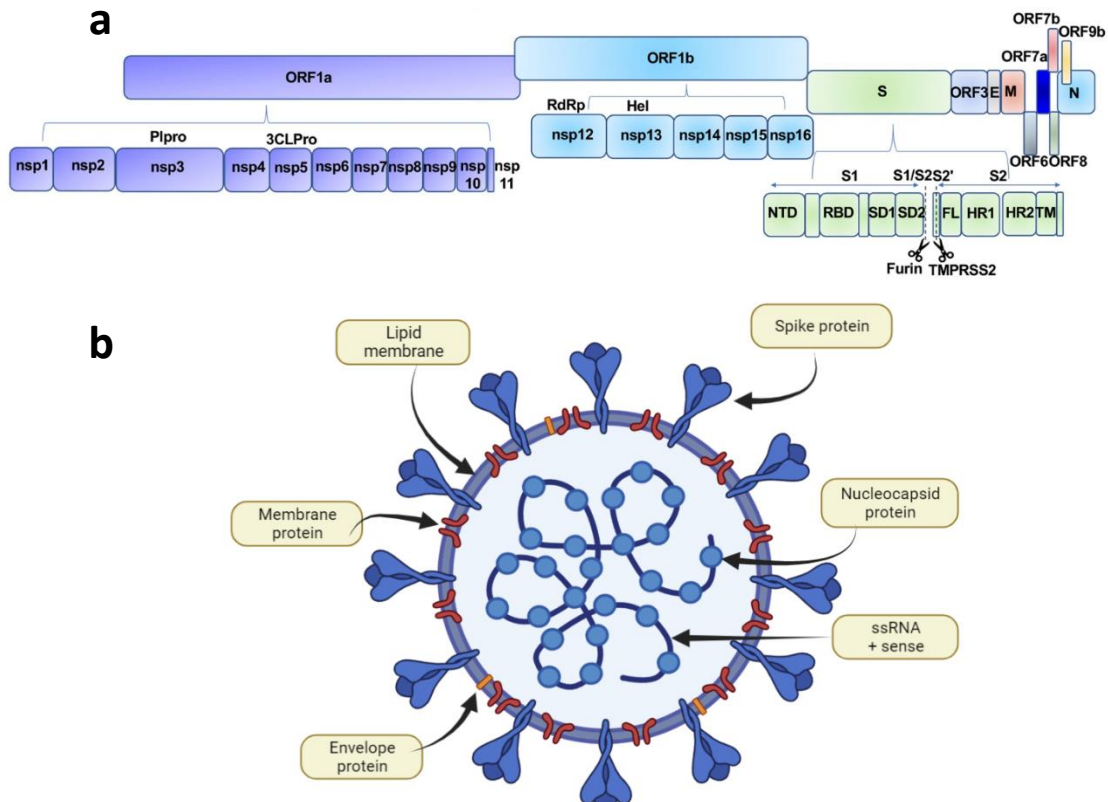 a
ORF1a
ORF1b
S
ORF3
E
M
ORF7a
ORF7b
ORF9b
N
ORF6
ORF8
Plpro
3CLPro
nsp1
nsp2
nsp3
nsp4
nsp5
nsp6
nsp7
nsp8
nsp9
nsp
10
nsp
11
RdRp
Hel
nsp12
nsp13
nsp14
nsp15
nsp16
S1
S1/S2
S2'
S2
NTD
RBD
SD1
SD2
FL
HR1
HR2
TM
Furin
TMPRSS2
b
Lipid
membrane
Spike protein
Membrane
protein
Nucleocapsid
protein
ssRNA
+ sense
Envelope
protein